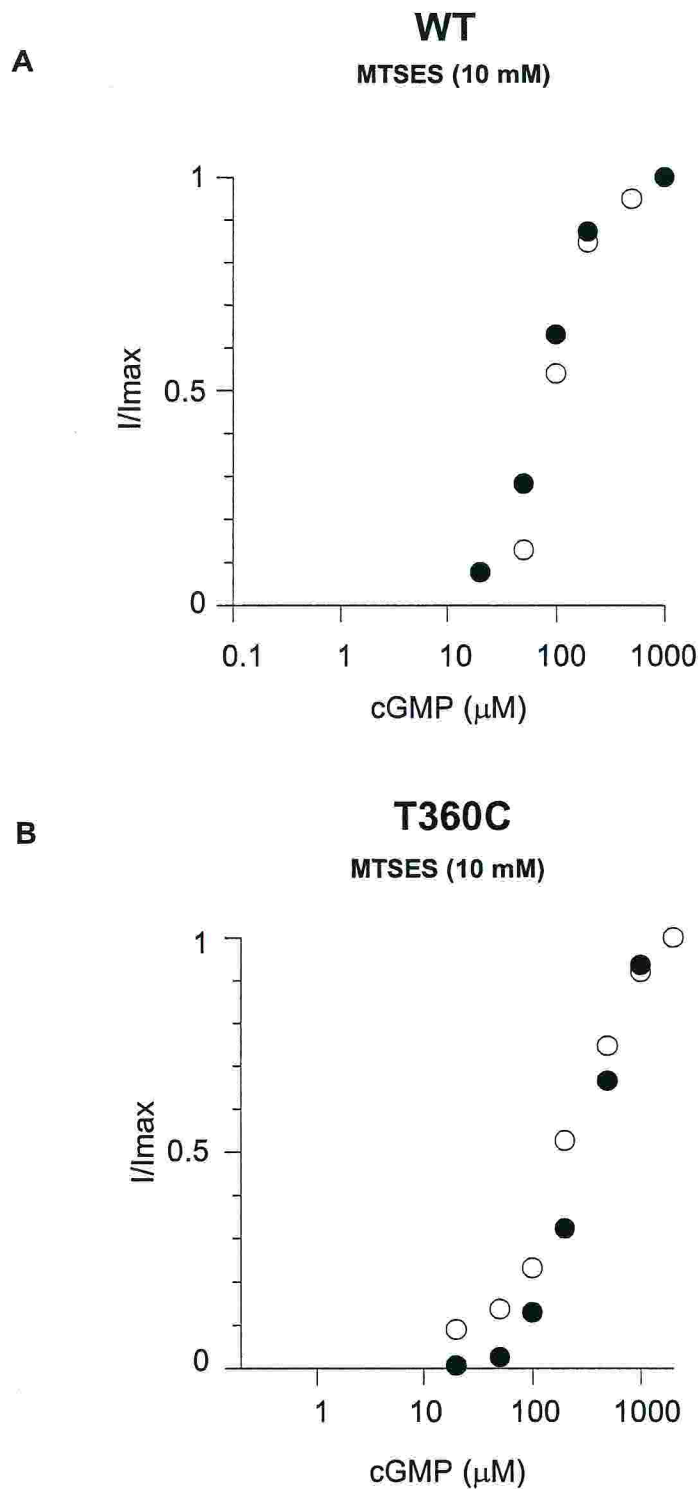 WT
A
MTSES (10 mM)
1
0.5
0
I/Imax
0.1 1 10 100 1000
cGMP (μM)
T360C
B
MTSES (10 mM)
1
0.5
0
I/Imax
1 10 100 1000
cGMP (μM)